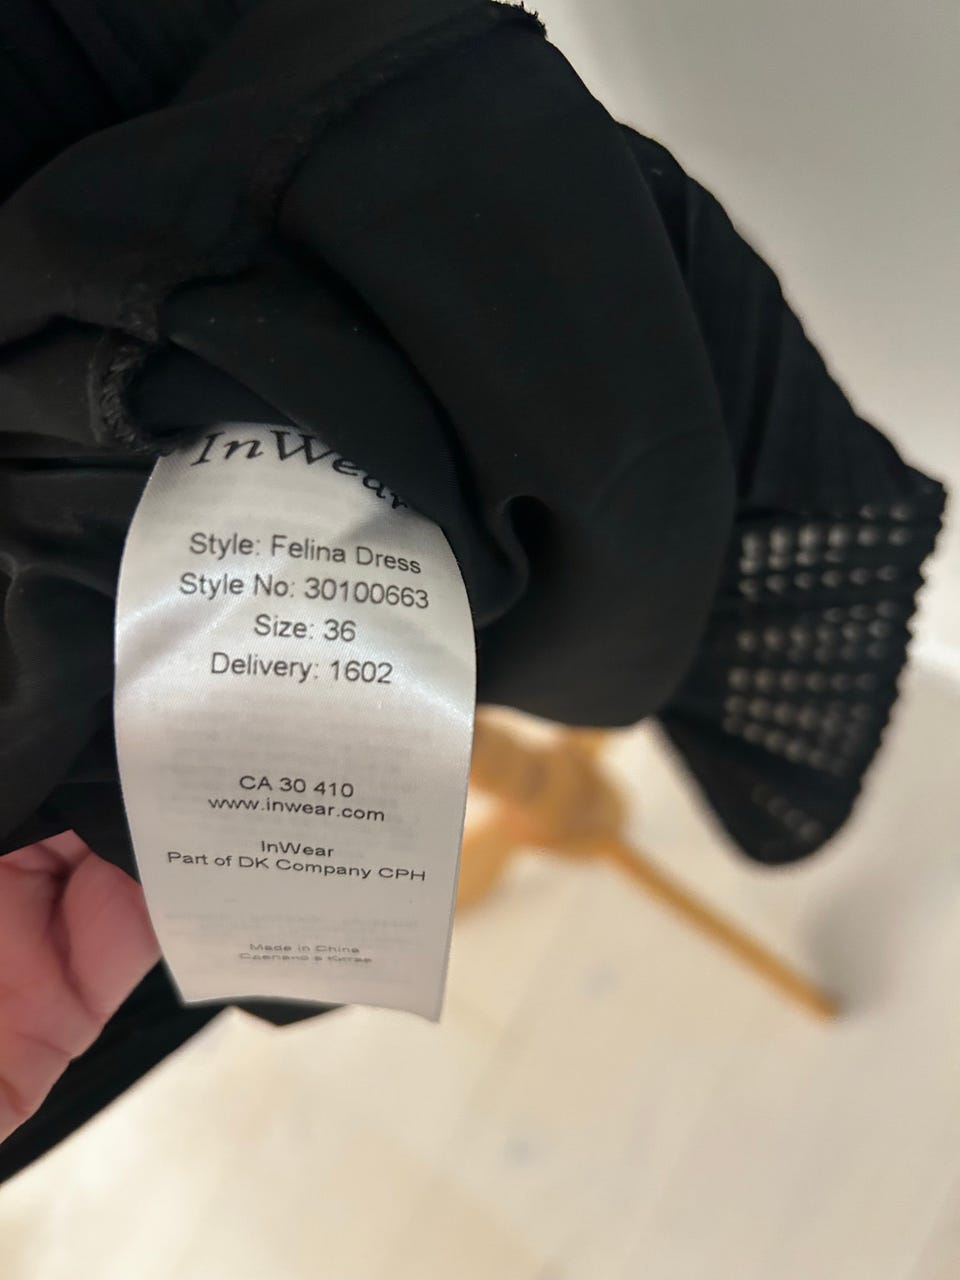 InWear
Style: Felina Dress
Style No: 30100663
Size: 36
Delivery: 1602
CA 30 410
www.inwear.com
InWear
Part of DK Company CPH
Made in China
Сделано в Китае